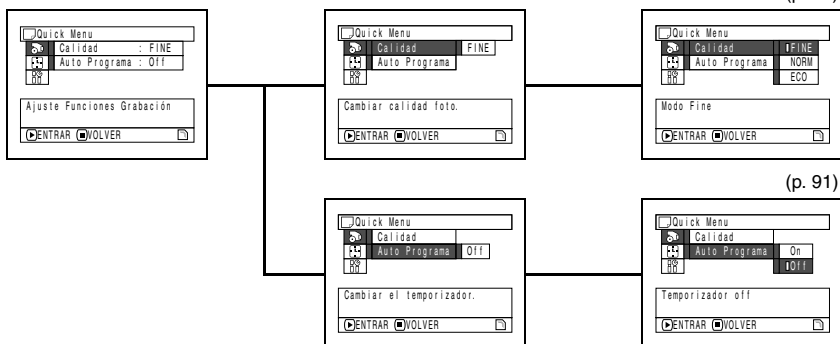 Quick Menu
Calidad : FINE
Auto Programa : Off
Ajuste Funciones Grabación
ENTRAR VOLVER
Quick Menu
Calidad FINE
Auto Programa
Cambiar calidad foto.
ENTRAR VOLVER
Quick Menu
Calidad FINE
Auto Programa NORM
ECO
Modo Fine
ENTRAR VOLVER
(p. 91)
Quick Menu
Calidad
Auto Programa Off
Cambiar el temporizador.
ENTRAR VOLVER
Quick Menu
Calidad
Auto Programa On
Off
Temporizador off
ENTRAR VOLVER